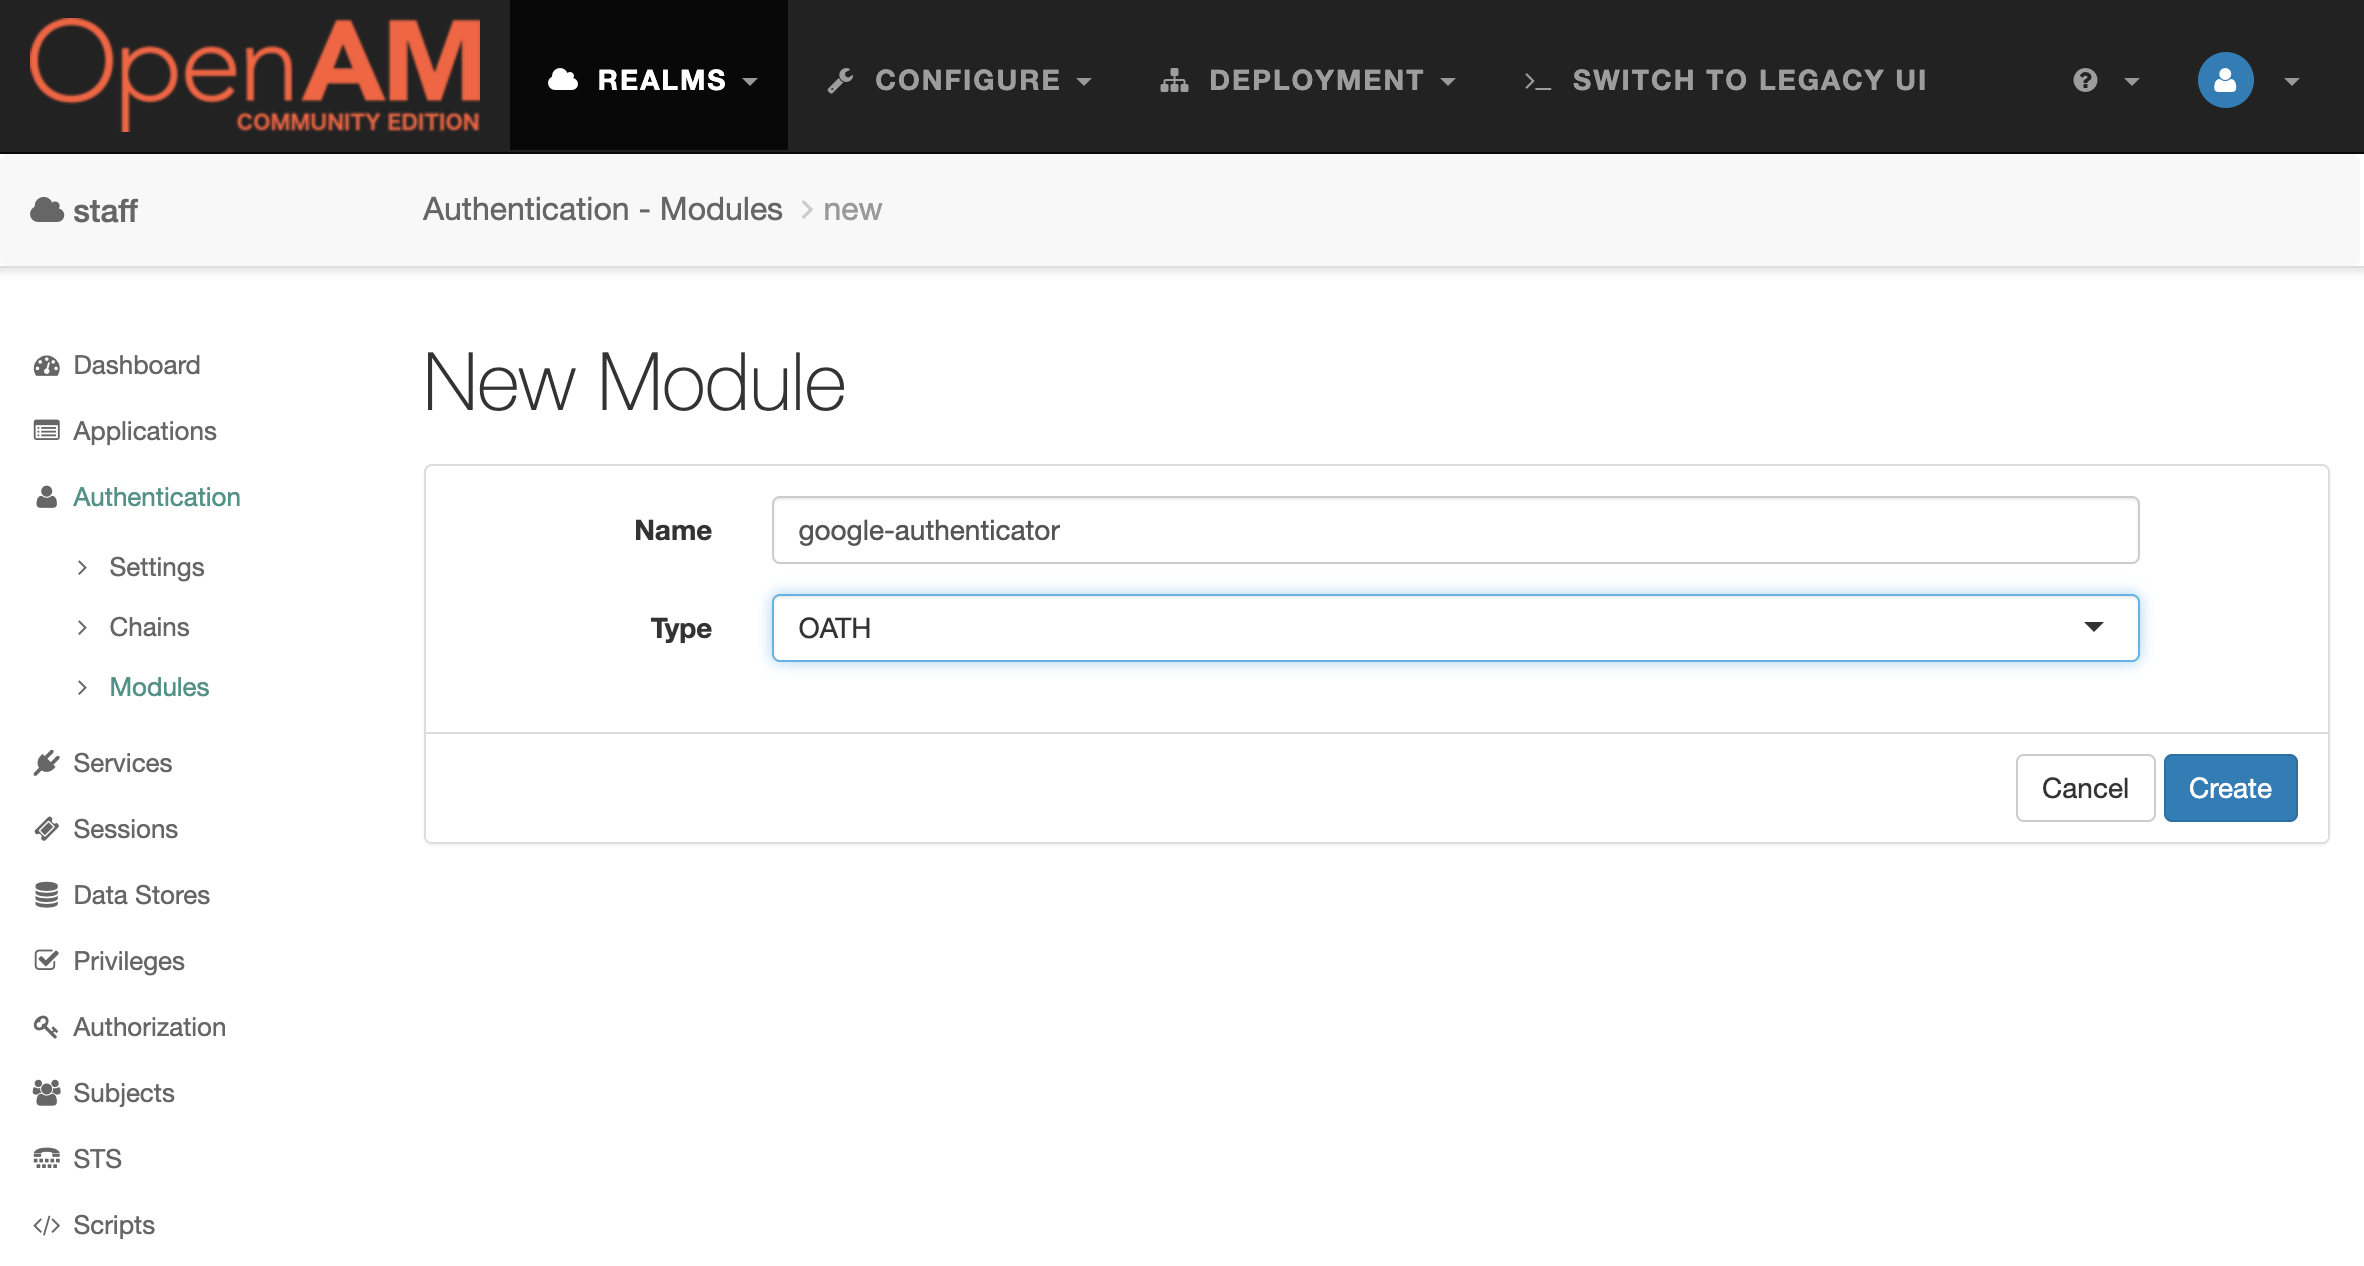 OpenAM
COMMUNITY EDITION
REALMS
CONFIGURE
DEPLOYMENT
SWITCH TO LEGACY UI
staff
Authentication - Modules
new
Dashboard
Applications
Authentication
Settings
Chains
Modules
Services
Sessions
Data Stores
Privileges
Authorization
Subjects
STS
Scripts
New Module
Name
google-authenticator
Type
OATH
Cancel
Create